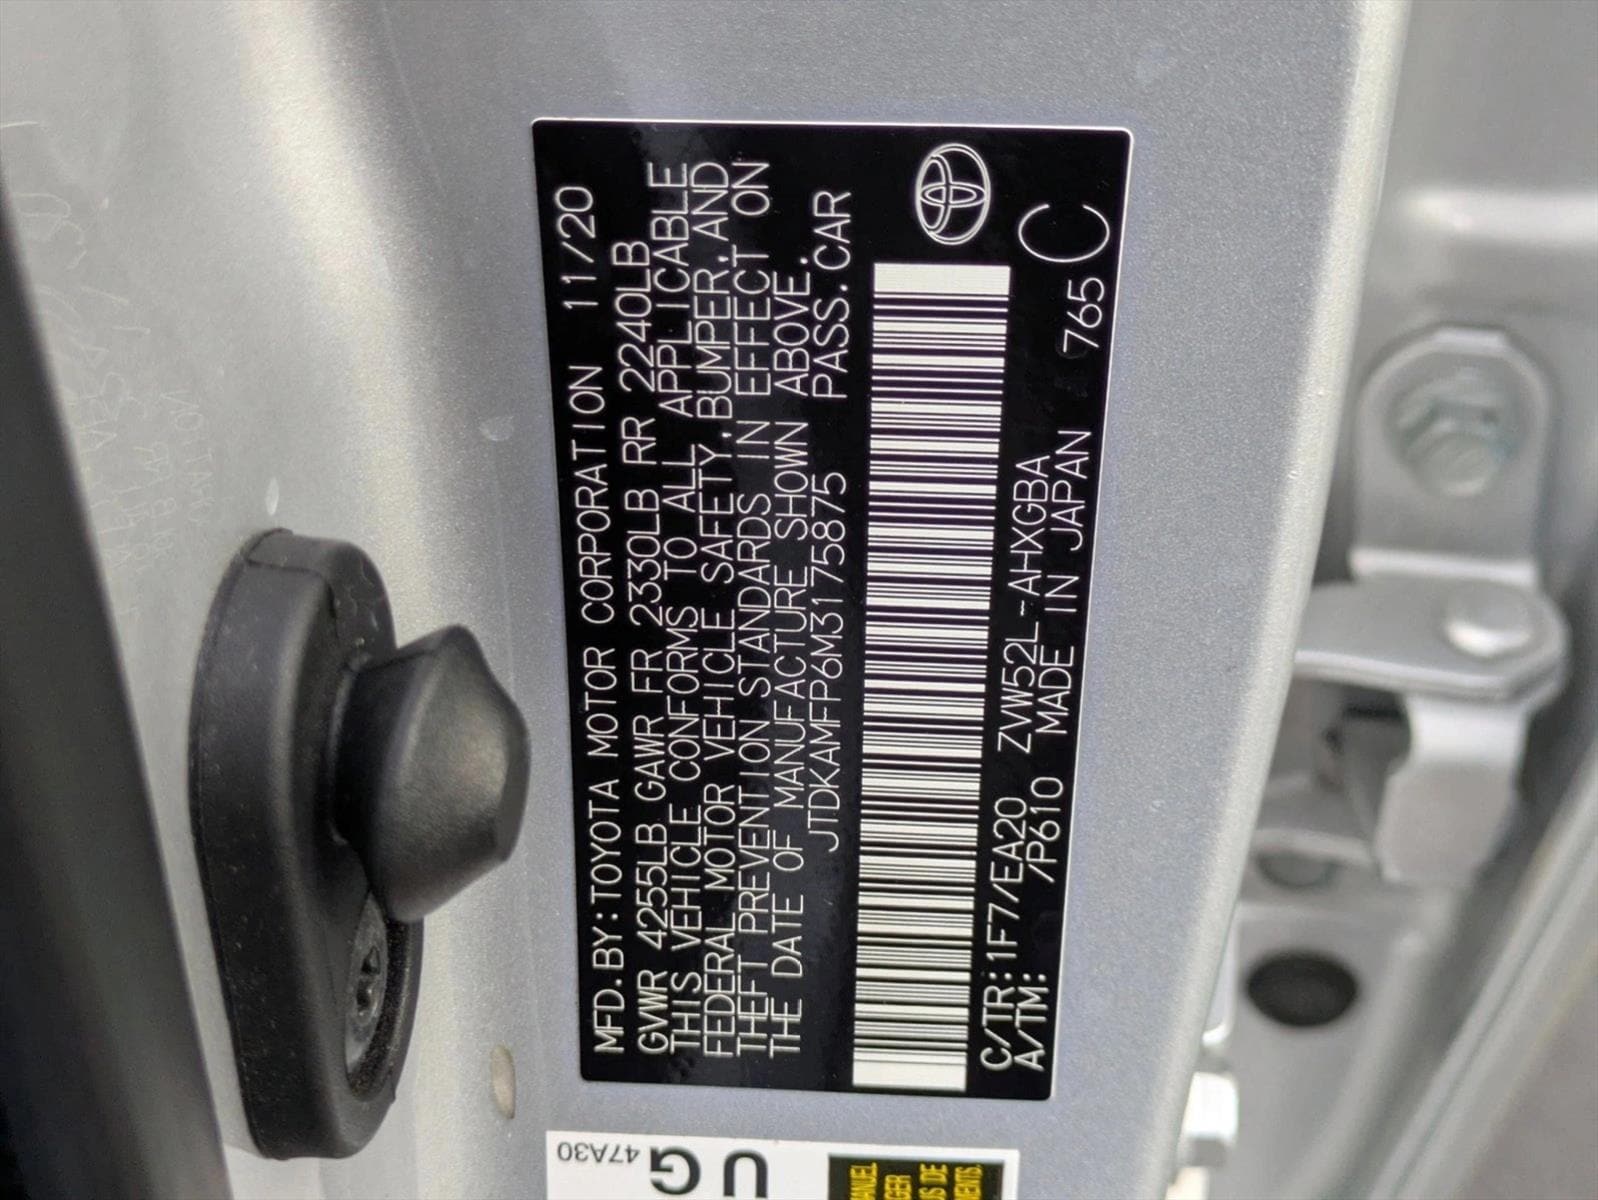 MFD.BY:TOYOTA MOTOR CORPORATION 11/20
GVWR 4255LB GAWR FR 2330LB RR 2240LB
THIS VEHICLE CONFORMS TO ALL APPLICABLE
FEDERAL MOTOR VEHICLE SAFETY,BUMPER,AND
THEFT PREVENTION STANDARDS IN EFFECT ON
THE DATE OF MANUFACTURE SHOWN ABOVE.
JTDKAMFP6M3175875 PASS.CAR
C/TR:1F7/EA20 ZVW52L-AHXGBA 765 C
A/TM: /P610 MADE IN JAPAN
47A30
UG